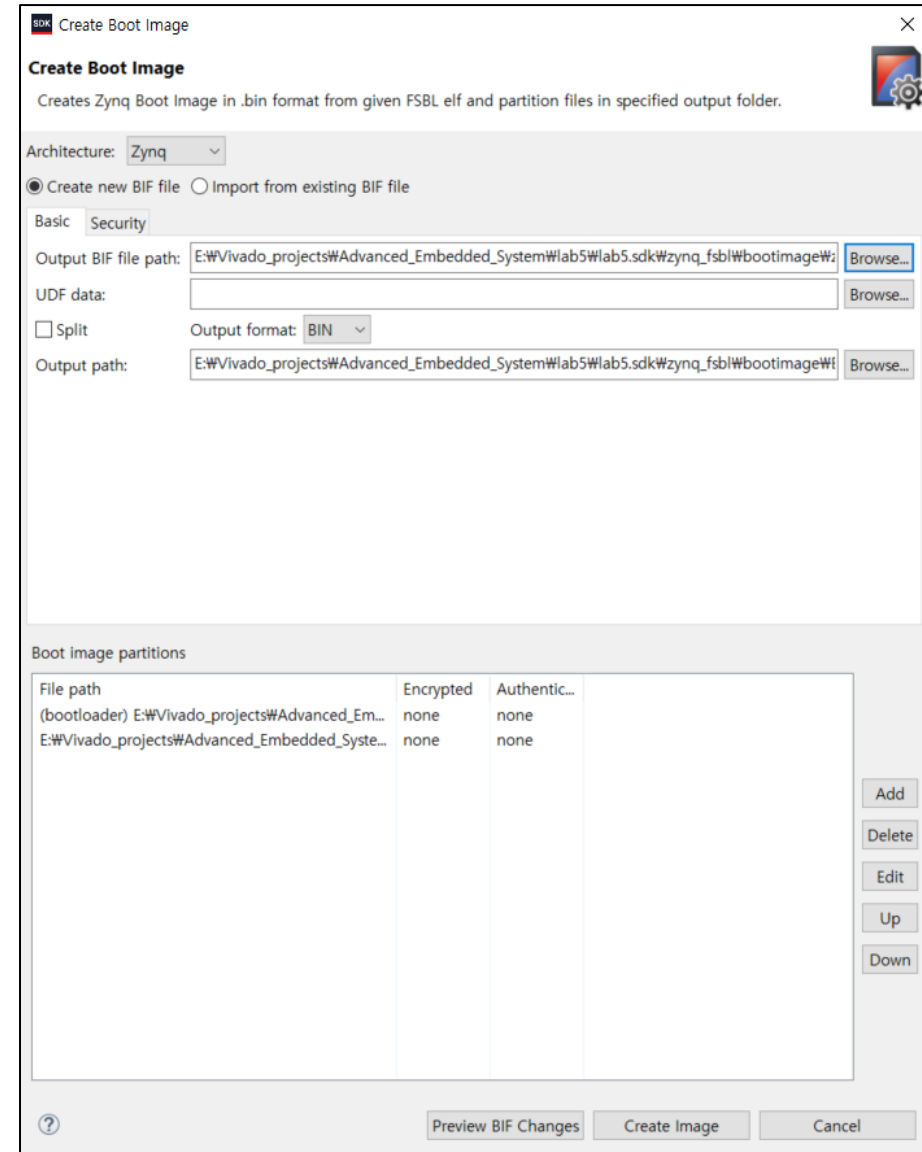 SDK Create Boot Image
Create Boot Image
Creates Zynq Boot Image in .bin format from given FSBL elf and partition files in specified output folder.
Architecture: Zynq
Create new BIF file Import from existing BIF file
Basic Security
Output BIF file path: E:₩Vivado_projects₩Advanced_Embedded_System₩lab5₩lab5.sdk₩zynq_fsbl₩bootimage₩ Browse...
UDF data: Browse...
Split Output format: BIN
Output path: E:₩Vivado_projects₩Advanced_Embedded_System₩lab5₩lab5.sdk₩zynq_fsbl₩bootimage₩ Browse...
Boot image partitions
File path Encrypted Authentic...
(bootloader) E:₩Vivado_projects₩Advanced_Em... none none
E:₩Vivado_projects₩Advanced_Embedded_Syste... none none
Add
Delete
Edit
Up
Down
? Preview BIF Changes Create Image Cancel